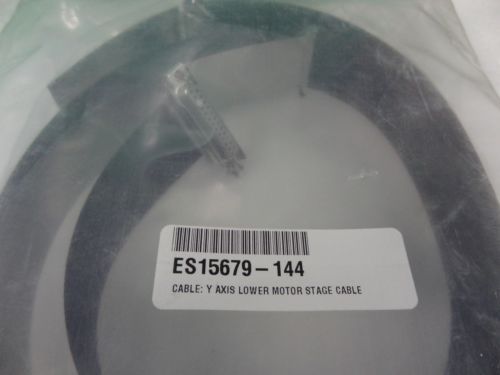 ES15679-144
CABLE: Y AXIS LOWER MOTOR STAGE CABLE